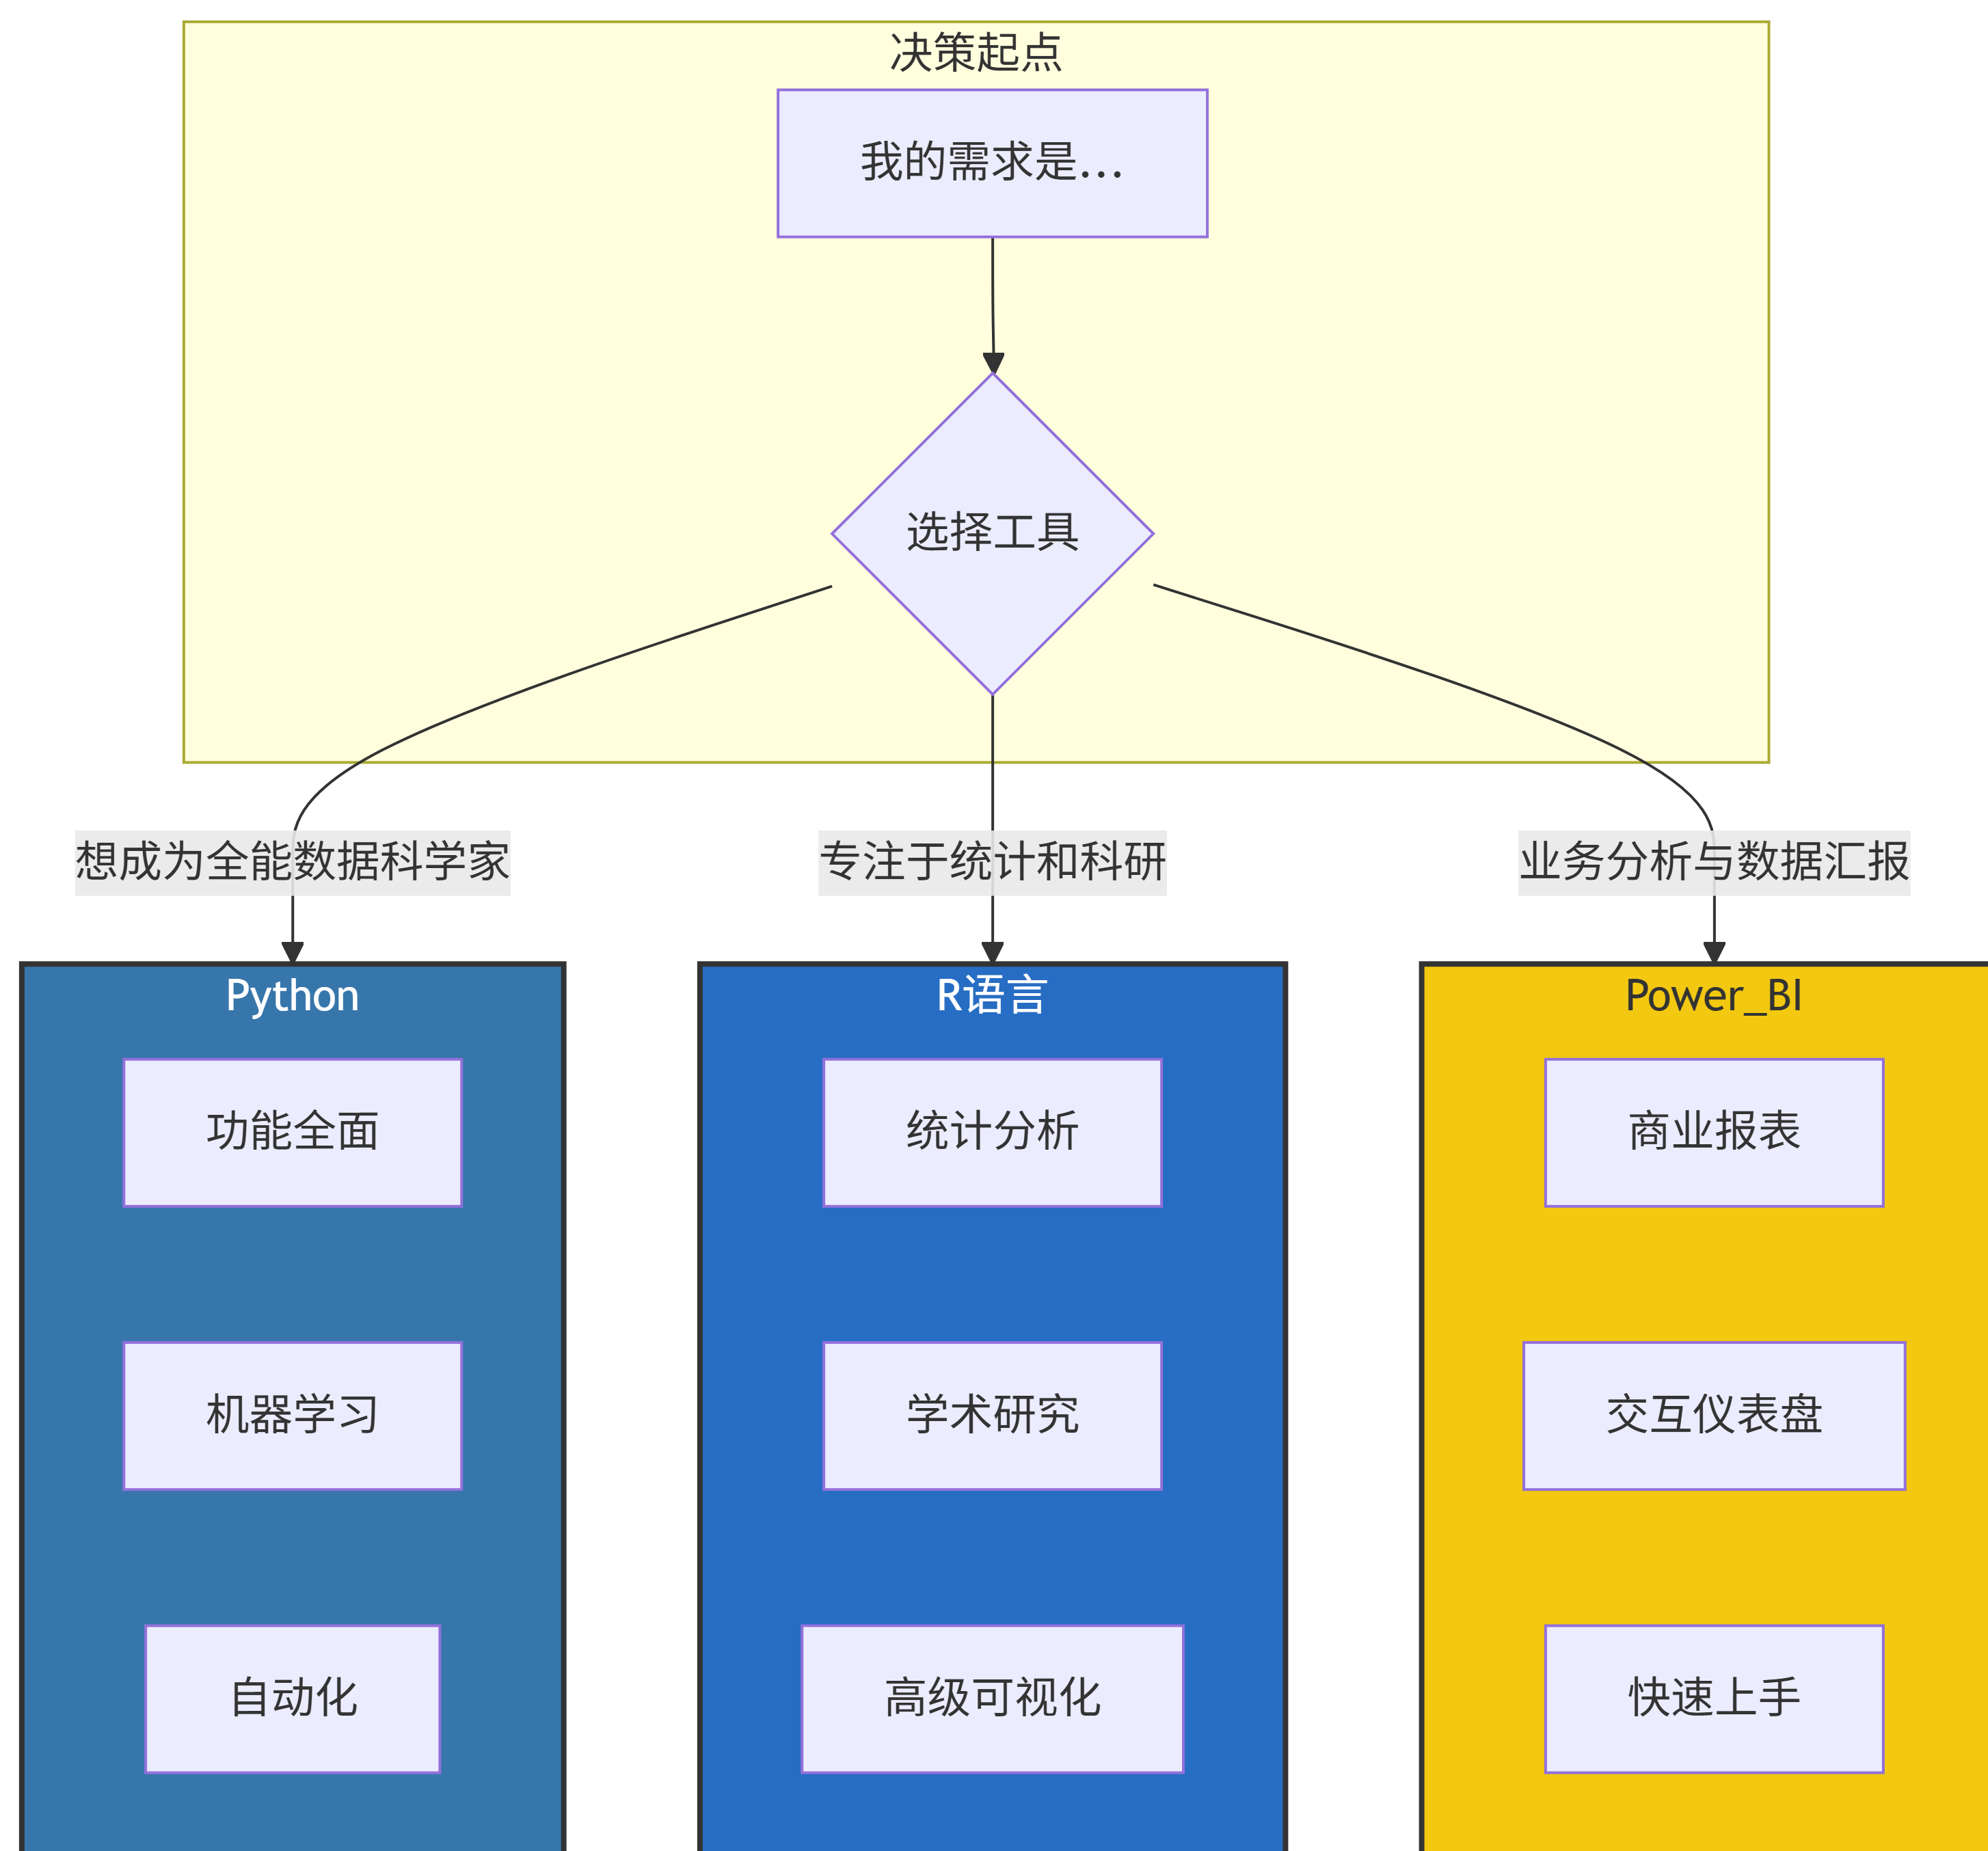 决策起点
我的需求是...
选择工具
想成为全能数据科学家
专注于统计和科研
业务分析与数据汇报
Python
功能全面
机器学习
自动化
R语言
统计分析
学术研究
高级可视化
Power_BI
商业报表
交互仪表盘
快速上手